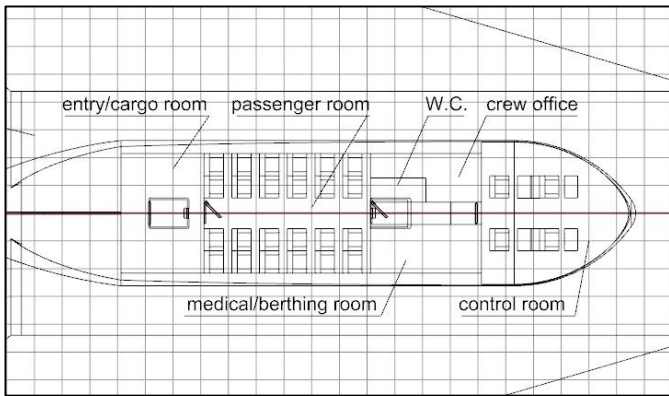 entry/cargo room
passenger room
W.C.
crew office
medical/berthing room
control room